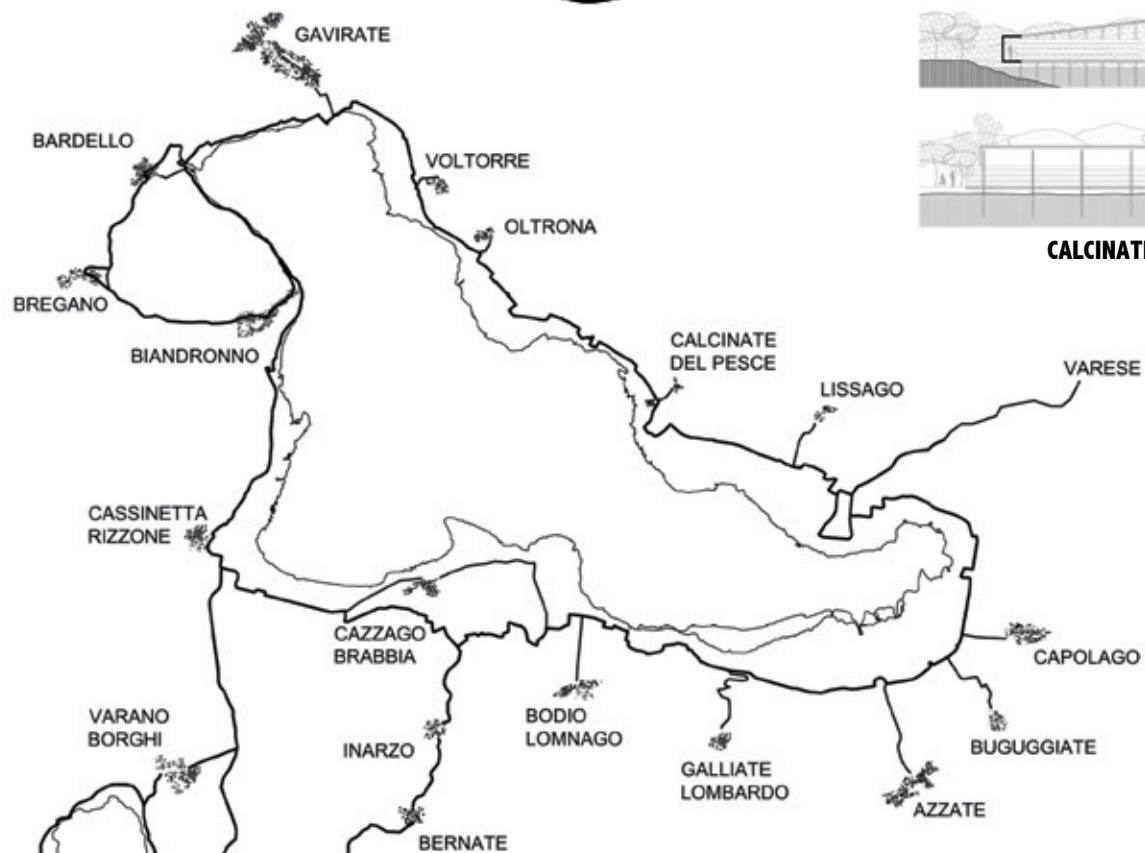 GAVIRATE
BARDELLO
VOLTORRE
OLTRONA
CALCINATE
BREGANO
BIANDRONNO
CALCINATE
DEL PESCE
VARESE
LISSAGO
CASSINETTA
RIZZONE
CAZZAGO
BRABBIA
CAPOLAGO
VARANO
BORGHI
BODIO
LOMNAGO
INARZO
BUGUGGIATE
GALLIATE
LOMBARDO
AZZATE
BERNATE